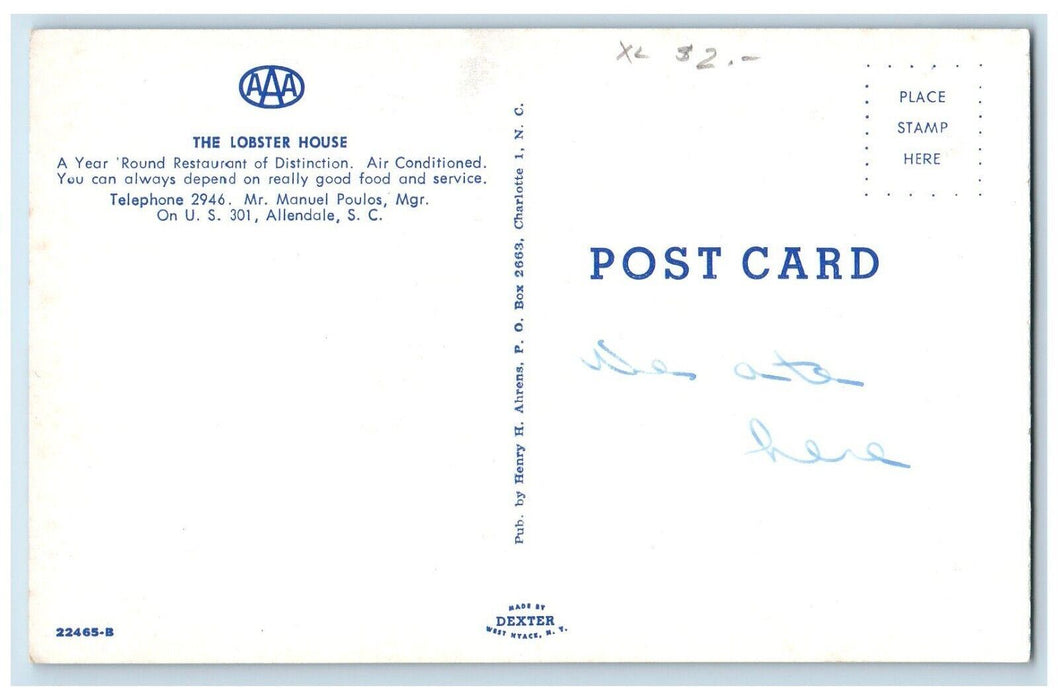 AAA
THE LOBSTER HOUSE
A Year 'Round Restaurant of Distinction. Air Conditioned.
You can always depend on really good food and service.
Telephone 2946. Mr. Manuel Poulos, Mgr.
On U. S. 301, Allendale, S. C.
22465-B
Pub. by Henry H. Ahrens, P. O. Box 2663, Charlotte 1, N. C.
MADE BY
DEXTER
WEST NYACK, N. Y.
XL $2.-
PLACE
STAMP
HERE
POST CARD
We ate
here